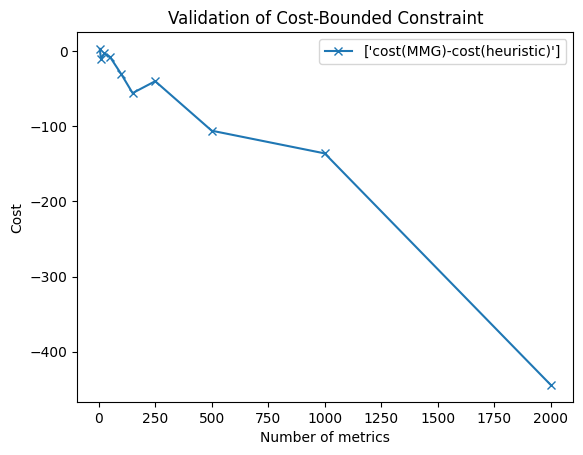 Validation of Cost-Bounded Constraint
['cost(MMG)-cost(heuristic)']
0
−100
−200
−300
−400
Cost
0 250 500 750 1000 1250 1500 1750 2000
Number of metrics